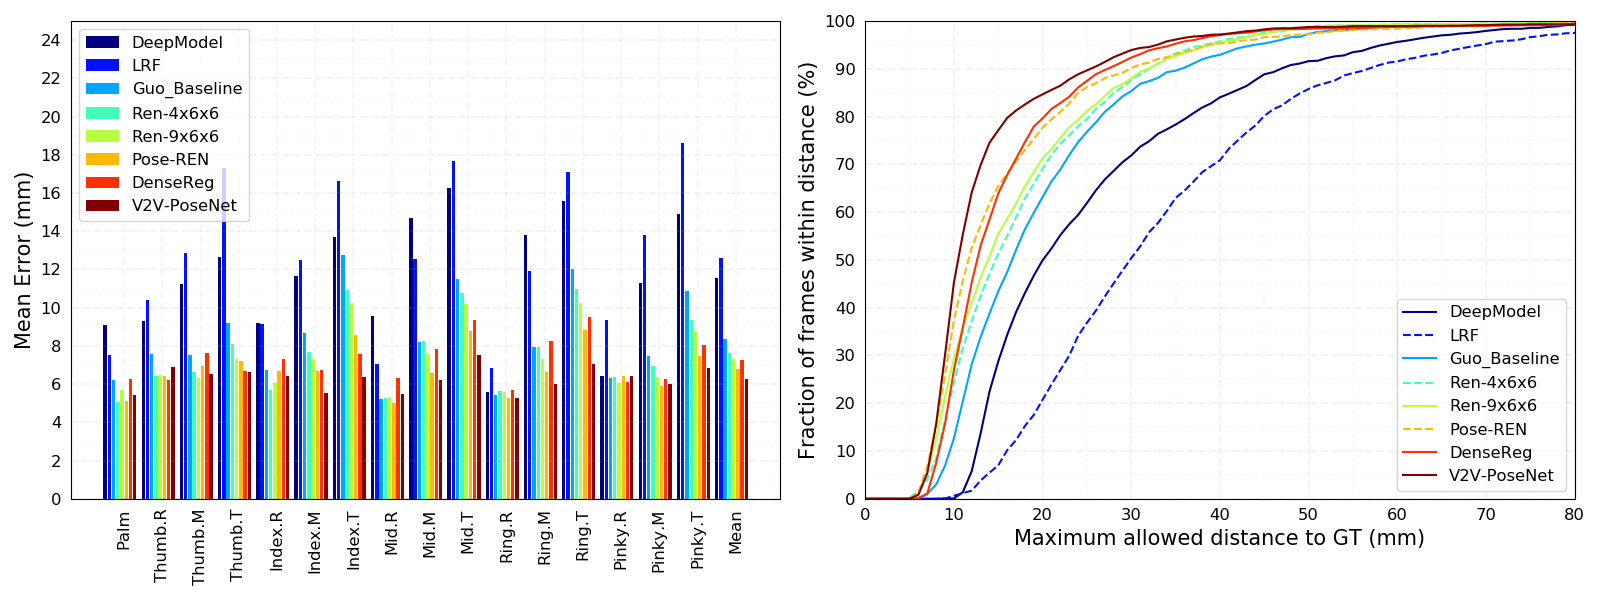 24
22
20
18
16
14
12
10
8
6
4
2
0
Mean Error (mm)
DeepModel
LRF
Guo_Baseline
Ren-4x6x6
Ren-9x6x6
Pose-REN
DenseReg
V2V-PoseNet
Palm
Thumb.R
Thumb.M
Thumb.T
Index.R
Index.M
Index.T
Mid.R
Mid.M
Mid.T
Ring.R
Ring.M
Ring.T
Pinky.R
Pinky.M
Pinky.T
Mean
100
90
80
70
60
50
40
30
20
10
0
Fraction of frames within distance (%)
DeepModel
LRF
Guo_Baseline
Ren-4x6x6
Ren-9x6x6
Pose-REN
DenseReg
V2V-PoseNet
0 10 20 30 40 50 60 70 80
Maximum allowed distance to GT (mm)